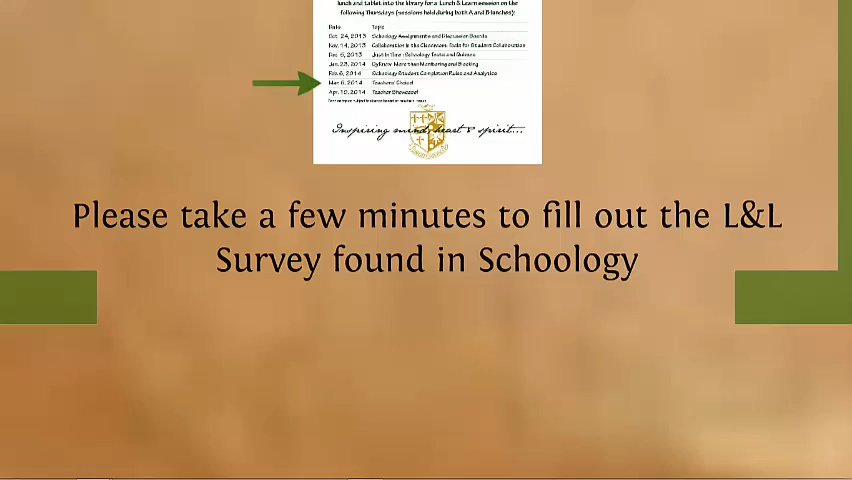 lunch and tablet into the library for a Lunch & Learn session on the
following Thursdays (sessions held during both A and B lunches):
Date Topic
Oct. 24, 2013 Schoology Assignments and Discussion Boards
Nov. 14, 2013 Collaboration in the Classroom: Tools for Student Collaboration
Dec. 5, 2013 Just In Time: Schoology Tests and Quizzes
Jan. 23, 2014 DyKnow: More than Monitoring and Blocking
Feb. 6, 2014 Schoology Student Completion Rules and Analytics
Mar. 6, 2014 Teachers' Choice!
Apr. 10, 2014 Teacher Showcase!
Inspiring mind, heart & spirit...
Please take a few minutes to fill out the L&L
Survey found in Schoology